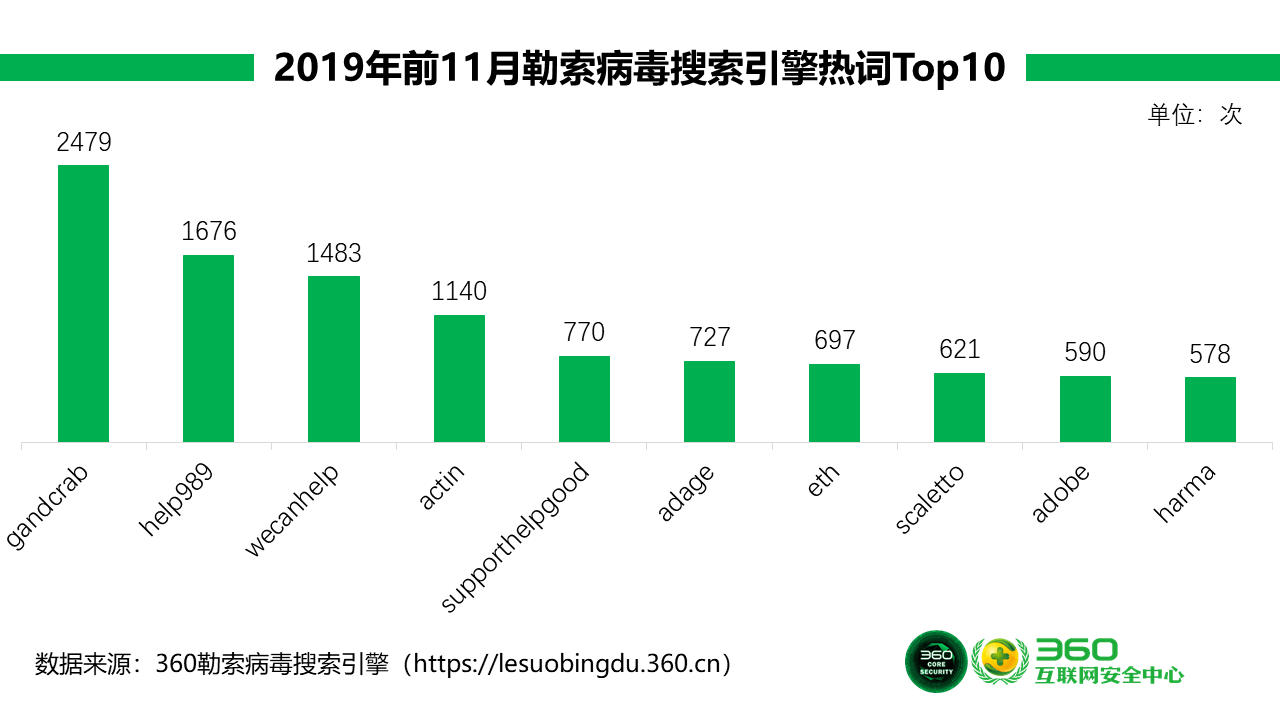 2019年前11月勒索病毒搜索引擎热词Top10
单位：次
2479
1676
1483
1140
770
727
697
621
590
578
gandcrab
help989
wecanhelp
actin
supporthelpgood
adage
eth
scaletto
adobe
harma
数据来源：360勒索病毒搜索引擎（https://lesuobingdu.360.cn）
360
CORE
SECURITY
360
互联网安全中心